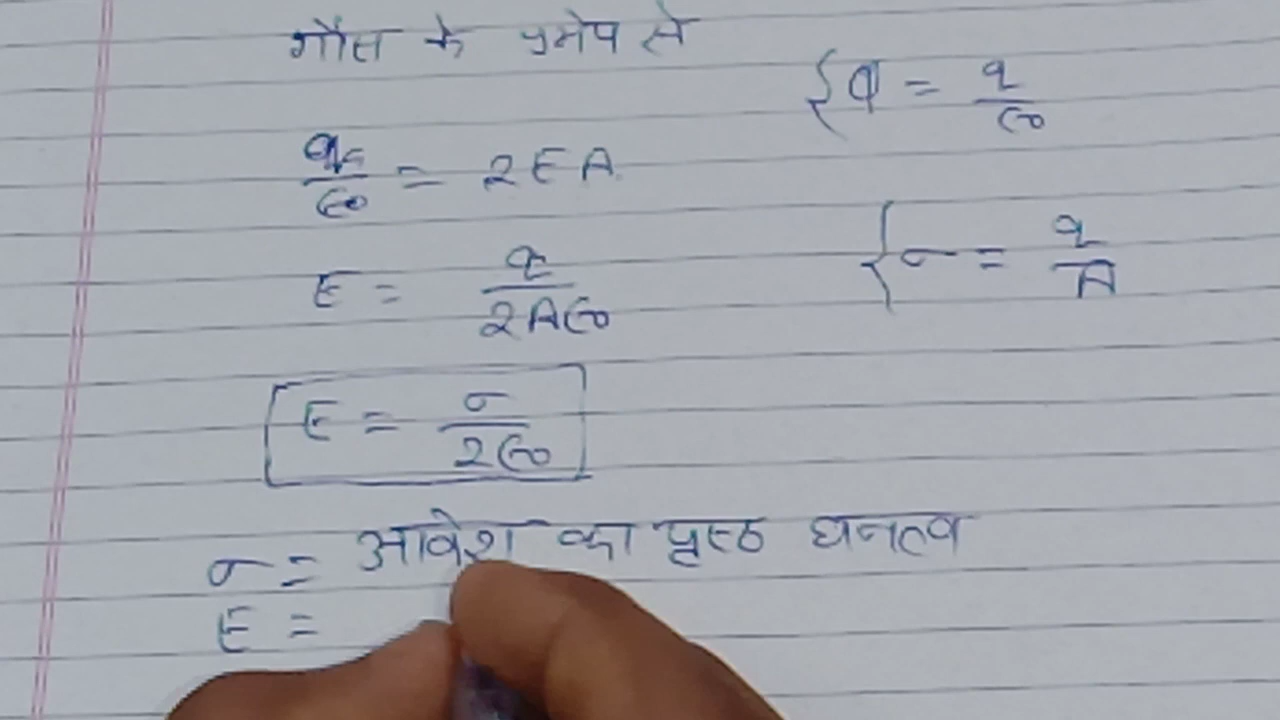 गौस के प्रमेय से
{Φ = q/ε₀
q/ε₀ = 2EA
{σ = q/A
E = q/2Aε₀
E = σ/2ε₀
σ = आवेश का पृष्ठ घनत्व
E =